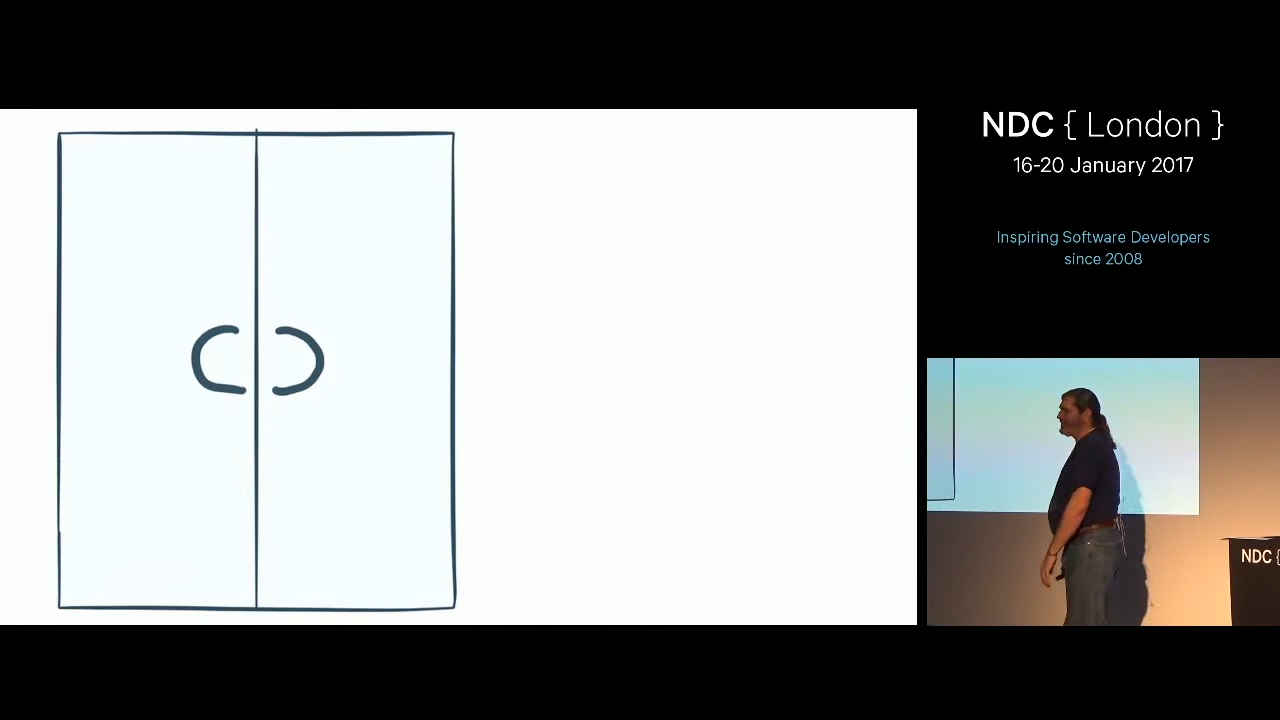 NDC { London }
16-20 January 2017
Inspiring Software Developers
since 2008
NDC {